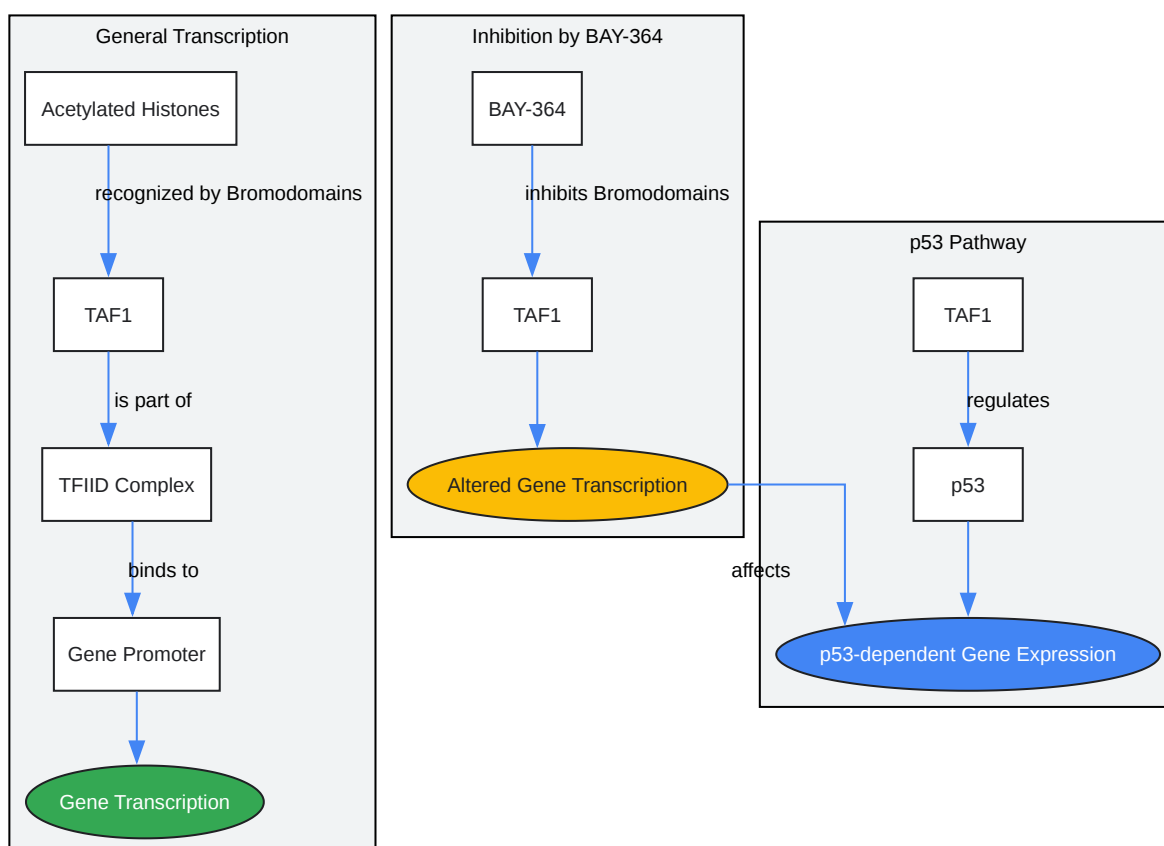 General Transcription
Acetylated Histones
recognized by Bromodomains
TAF1
is part of
TFIID Complex
binds to
Gene Promoter
Gene Transcription
Inhibition by BAY-364
BAY-364
inhibits Bromodomains
TAF1
Altered Gene Transcription
affects
p53 Pathway
TAF1
regulates
p53
p53-dependent Gene Expression